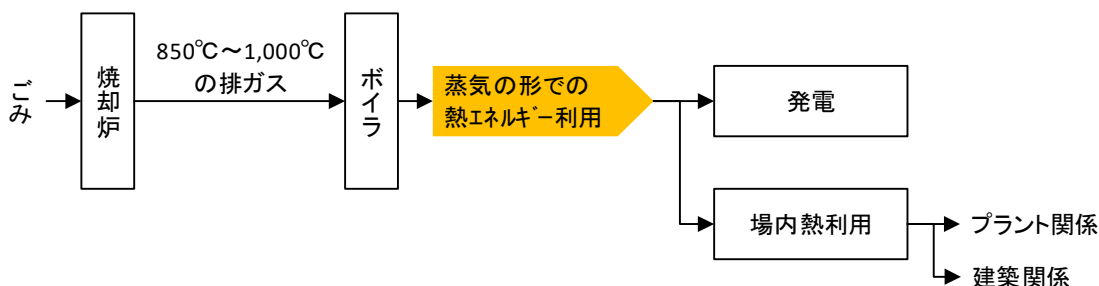 ごみ
焼却炉
850℃～1,000℃
の排ガス
ボイラ
蒸気の形での
熱エネルギー利用
発電
場内熱利用
プラント関係
建築関係